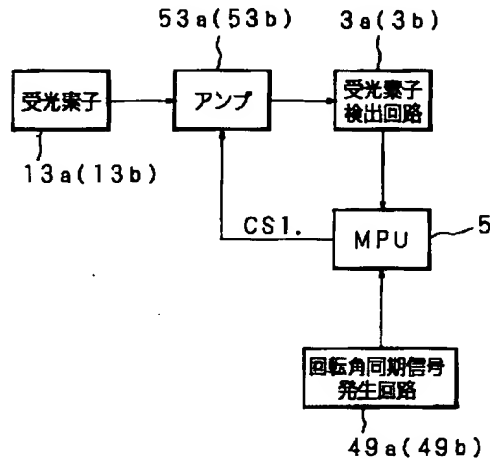 53a(53b)
3a(3b)
受光素子
アンプ
受光素子
検出回路
13a(13b)
CS1.
MPU
5
回転角同期信号
発生回路
49a(49b)